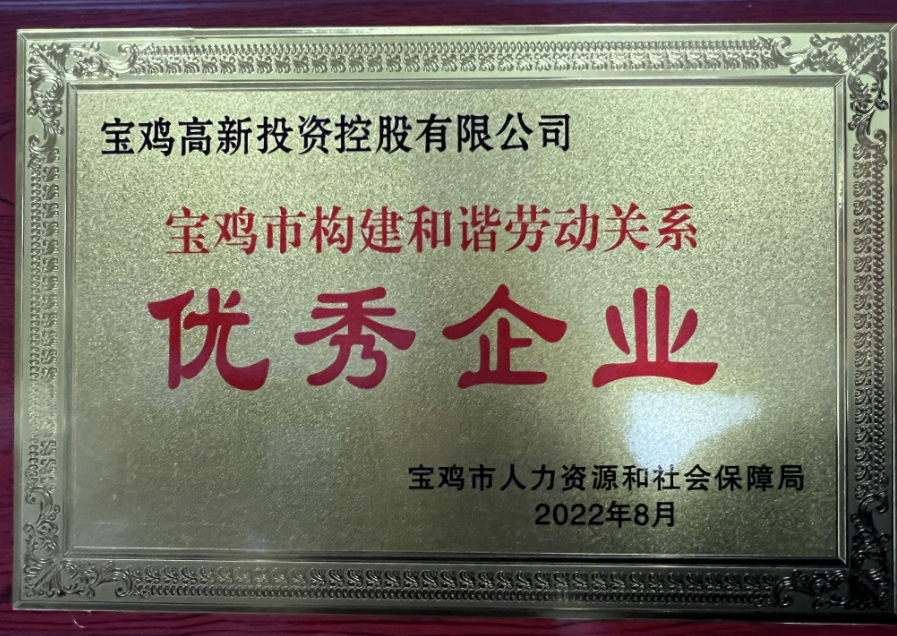 宝鸡高新投资控股有限公司
宝鸡市构建和谐劳动关系
优秀企业
宝鸡市人力资源和社会保障局
2022年8月